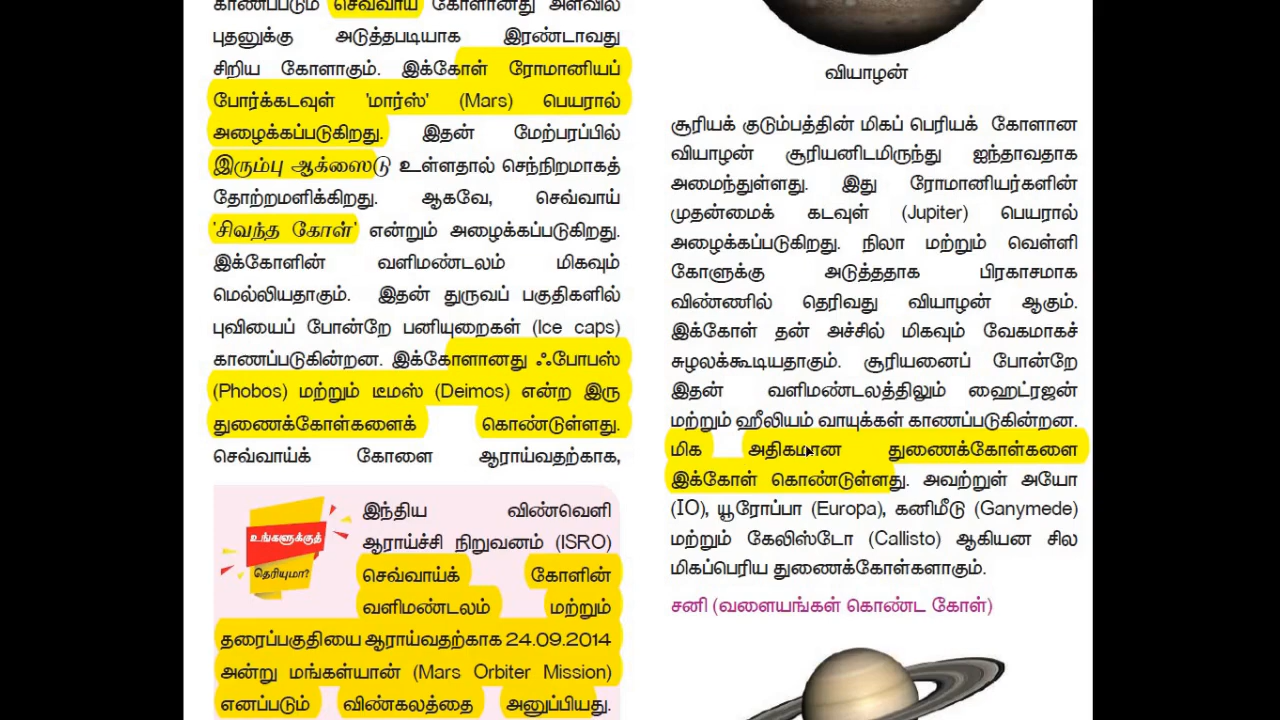 காணப்படும் செவ்வாய் கோளானது அளவில்
புதனுக்கு அடுத்தபடியாக இரண்டாவது
சிறிய கோளாகும். இக்கோள் ரோமானியப்
போர்க்கடவுள் 'மார்ஸ்' (Mars) பெயரால்
அழைக்கப்படுகிறது. இதன் மேற்பரப்பில்
இரும்பு ஆக்ஸைடு உள்ளதால் செந்நிறமாகத்
தோற்றமளிக்கிறது. ஆகவே, செவ்வாய்
'சிவந்த கோள்' என்றும் அழைக்கப்படுகிறது.
இக்கோளின் வளிமண்டலம் மிகவும்
மெல்லியதாகும். இதன் துருவப் பகுதிகளில்
புவியைப் போன்றே பனியுறைகள் (Ice caps)
காணப்படுகின்றன. இக்கோளானது ஃபோபஸ்
(Phobos) மற்றும் டீமஸ் (Deimos) என்ற இரு
துணைக்கோள்களைக் கொண்டுள்ளது.
செவ்வாய்க் கோளை ஆராய்வதற்காக,
உங்களுக்குத்
தெரியுமா?
இந்திய விண்வெளி
ஆராய்ச்சி நிறுவனம் (ISRO)
செவ்வாய்க் கோளின்
வளிமண்டலம் மற்றும்
தரைப்பகுதியை ஆராய்வதற்காக 24.09.2014
அன்று மங்கள்யான் (Mars Orbiter Mission)
எனப்படும் விண்கலத்தை அனுப்பியது.
வியாழன்
சூரியக் குடும்பத்தின் மிகப் பெரியக் கோளான
வியாழன் சூரியனிடமிருந்து ஐந்தாவதாக
அமைந்துள்ளது. இது ரோமானியர்களின்
முதன்மைக் கடவுள் (Jupiter) பெயரால்
அழைக்கப்படுகிறது. நிலா மற்றும் வெள்ளி
கோளுக்கு அடுத்ததாக பிரகாசமாக
விண்ணில் தெரிவது வியாழன் ஆகும்.
இக்கோள் தன் அச்சில் மிகவும் வேகமாகச்
சுழலக்கூடியதாகும். சூரியனைப் போன்றே
இதன் வளிமண்டலத்திலும் ஹைட்ரஜன்
மற்றும் ஹீலியம் வாயுக்கள் காணப்படுகின்றன.
மிக அதிகமான துணைக்கோள்களை
இக்கோள் கொண்டுள்ளது. அவற்றுள் அயோ
(IO), யூரோப்பா (Europa), கனிமீடு (Ganymede)
மற்றும் கேலிஸ்டோ (Callisto) ஆகியன சில
மிகப்பெரிய துணைக்கோள்களாகும்.
சனி (வளையங்கள் கொண்ட கோள்)